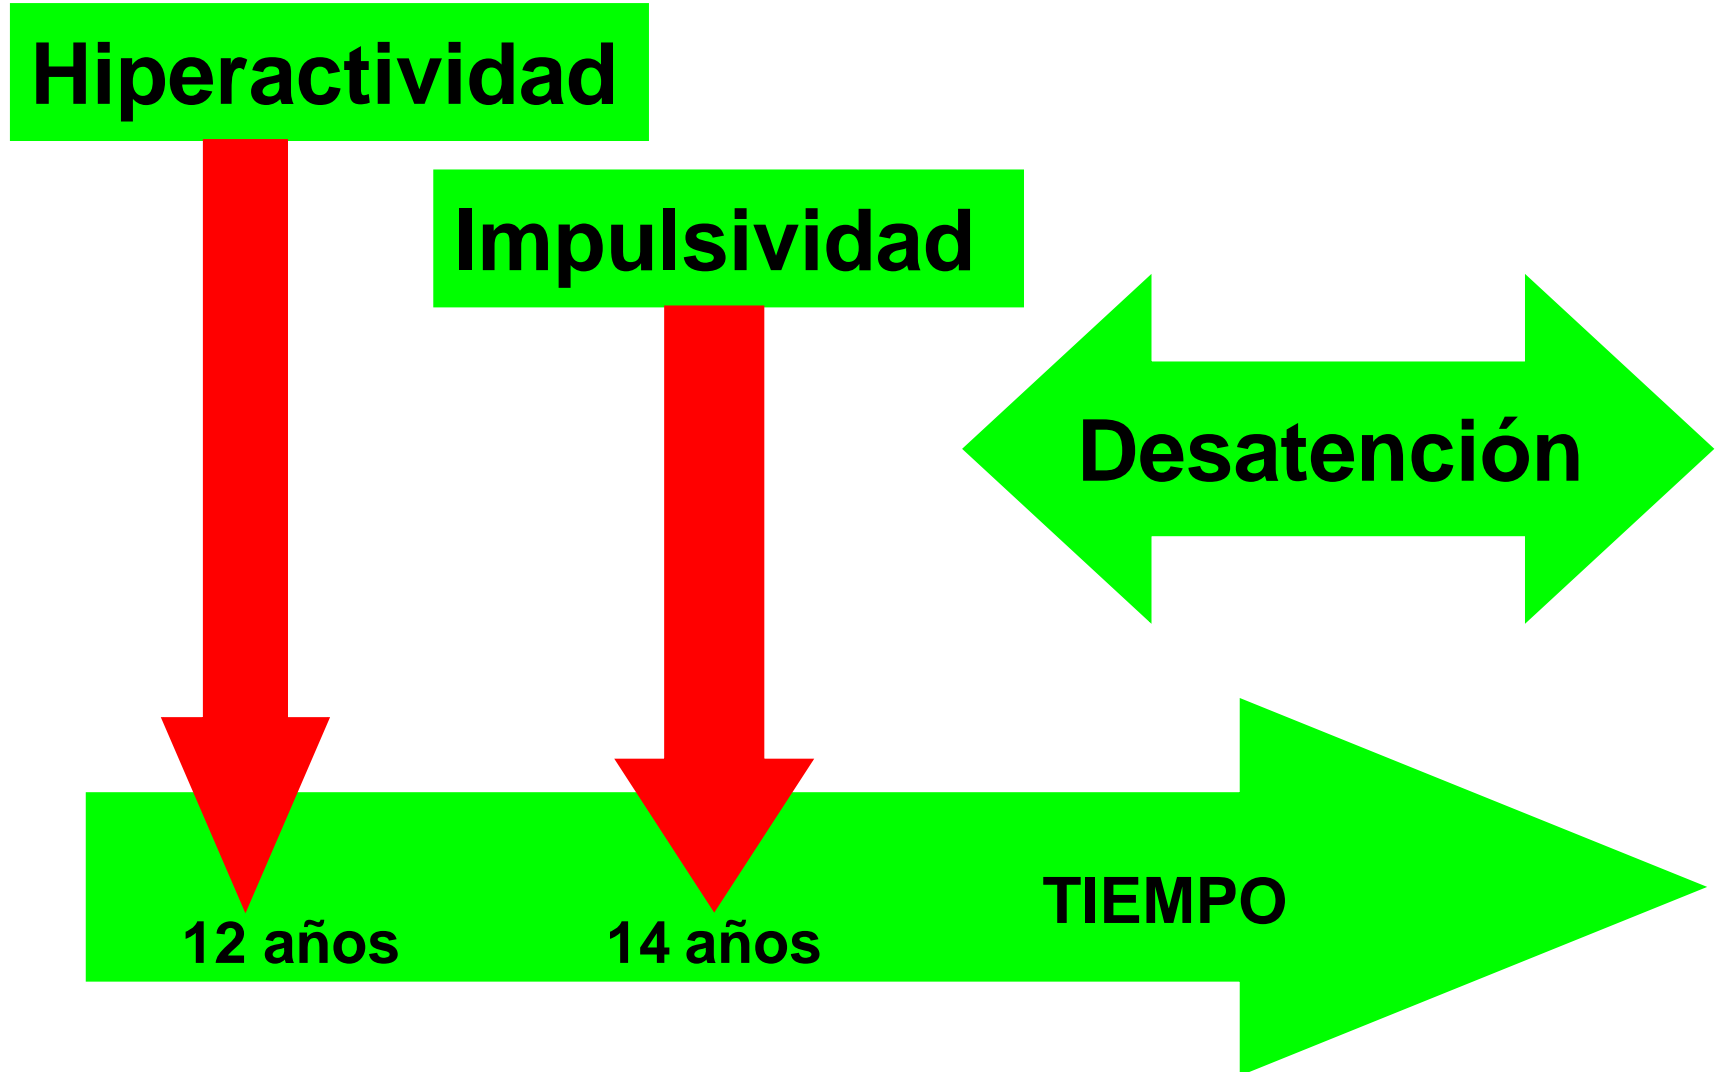 Hiperactividad
Impulsividad
Desatención
TIEMPO
12 años
14 años